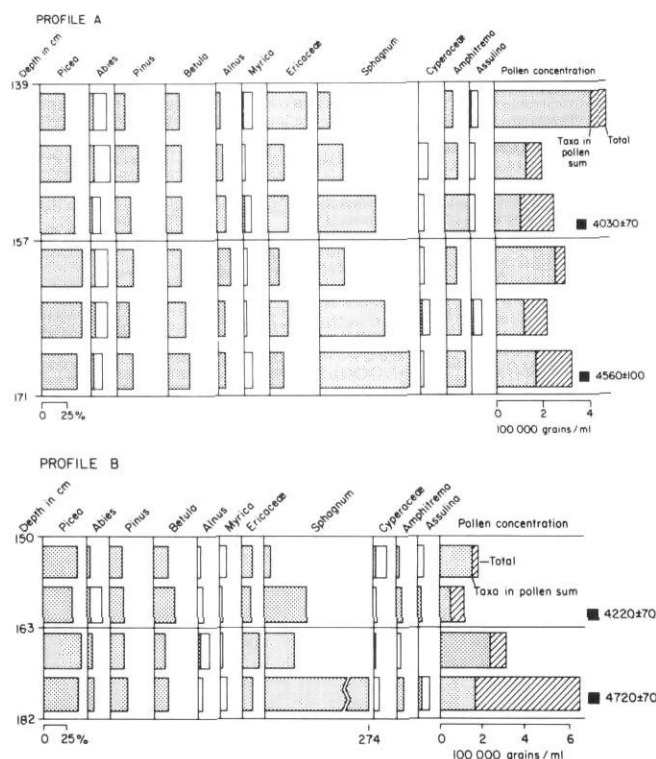 PROFILE A
Depth in cm
Picea
Abies
Pinus
Betula
Alnus
Myrica
Ericaceæ
Sphagnum
Cyperaceæ
Amphitrema
Assulina
Pollen concentration
139
Taxa in pollen sum
Total
4030±70
157
4560±100
171
0 25%
0 2 4
100 000 grains/ml
PROFILE B
Depth in cm
Picea
Abies
Pinus
Betula
Alnus
Myrica
Ericaceæ
Sphagnum
Cyperaceæ
Amphitrema
Assulina
Pollen concentration
150
Total
Taxa in pollen sum
4220±70
163
4720±70
182
0 25%
274
0 2 4 6
100 000 grains/ml